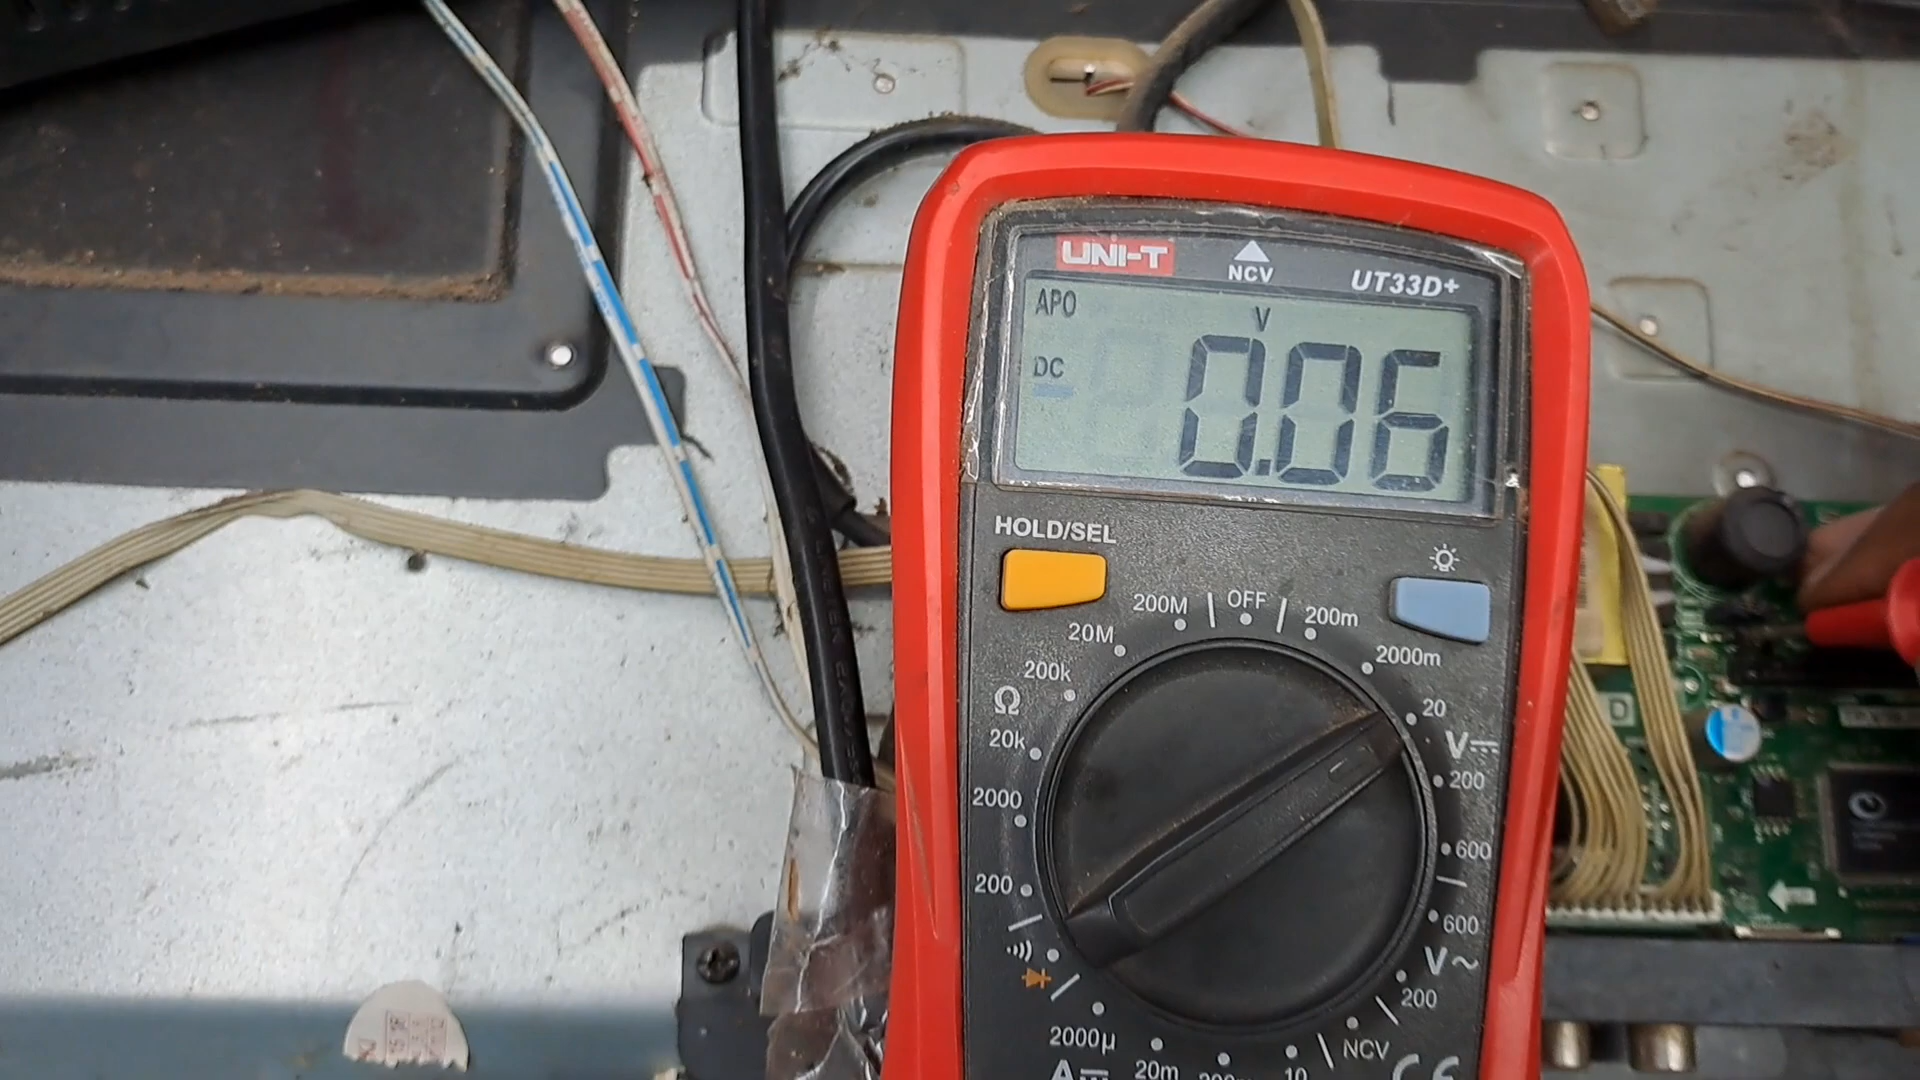 UNI-T
NCV
UT33D+
APO
V
DC
0.06
HOLD/SEL
200M
OFF
200m
20M
2000m
200k
20
Ω
V⎓
20k
200
2000
600
200
600
V~
200
2000µ
NCV
A⎓
20m
10
CE
D